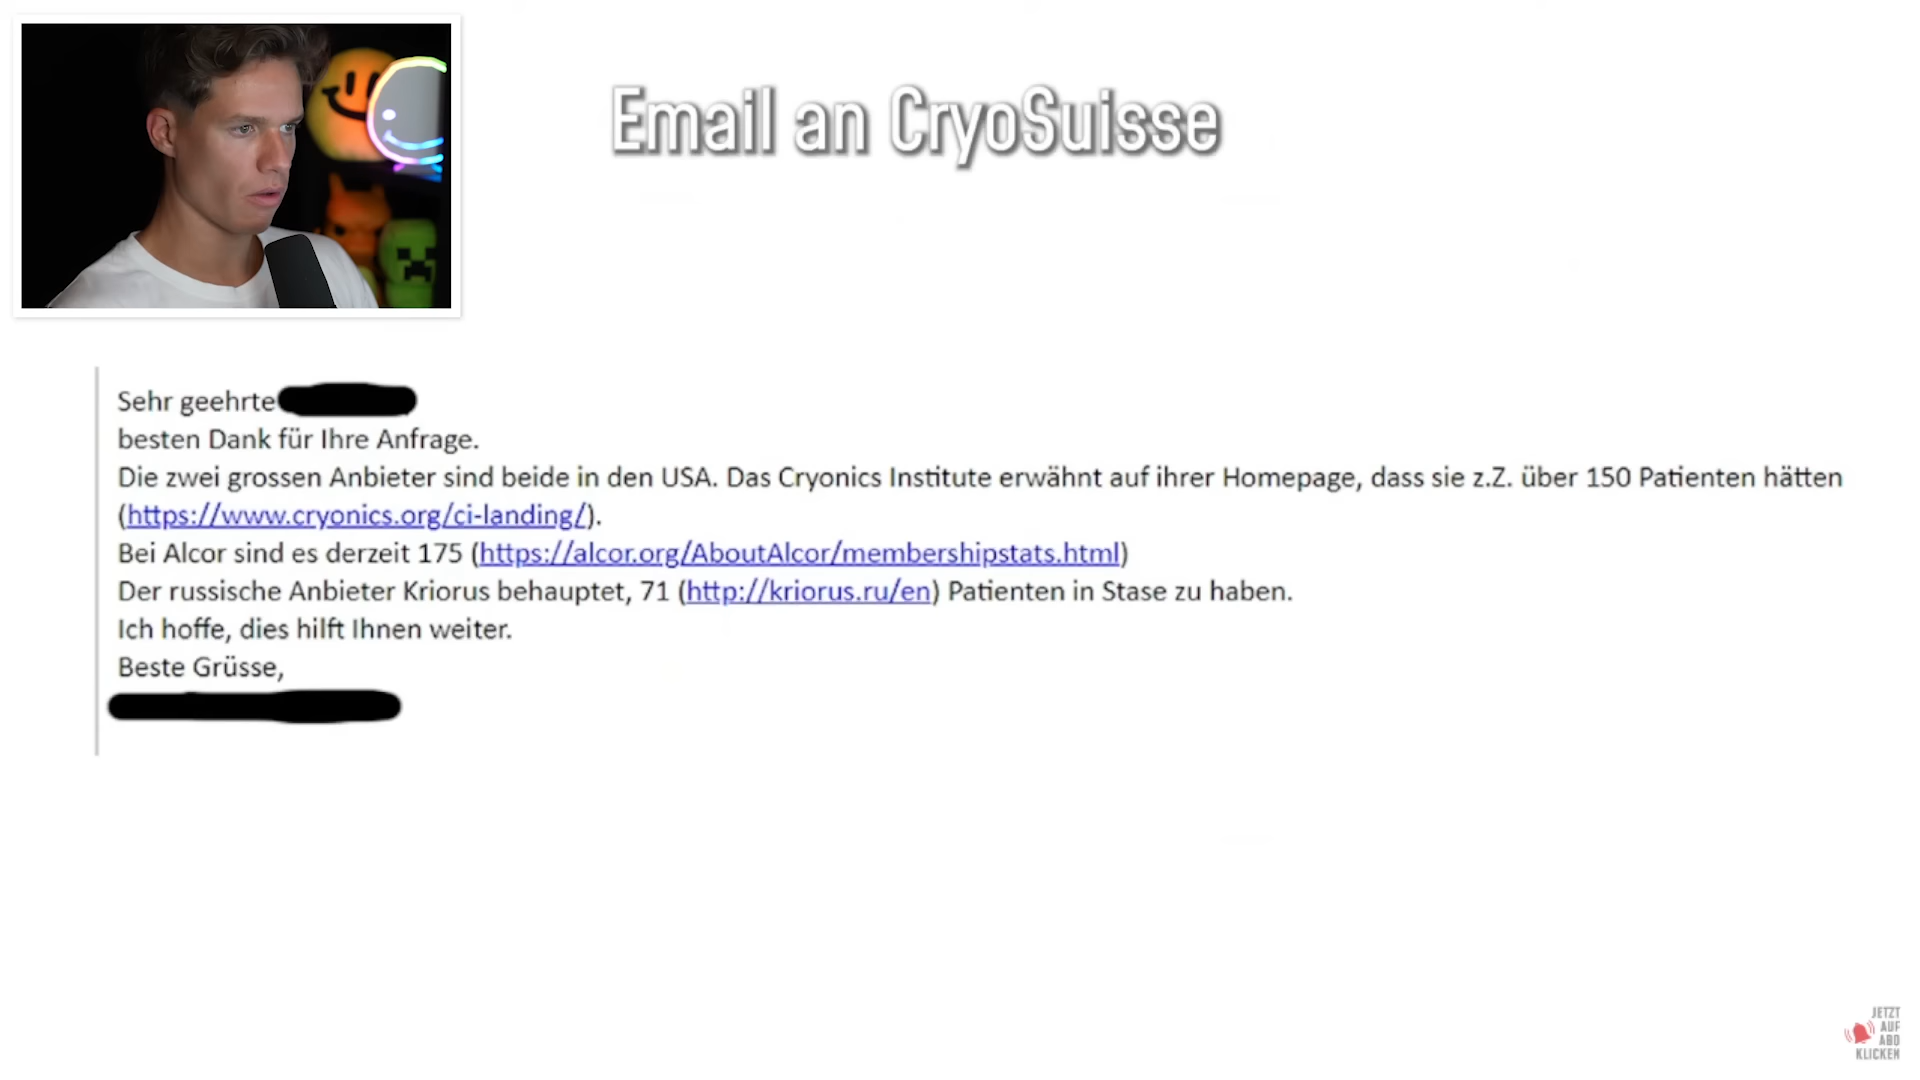 Email an CryoSuisse
Sehr geehrte
besten Dank für Ihre Anfrage.
Die zwei grossen Anbieter sind beide in den USA. Das Cryonics Institute erwähnt auf ihrer Homepage, dass sie z.Z. über 150 Patienten hätten
(https://www.cryonics.org/ci-landing/).
Bei Alcor sind es derzeit 175 (https://alcor.org/AboutAlcor/membershipstats.html)
Der russische Anbieter Kriorus behauptet, 71 (http://kriorus.ru/en) Patienten in Stase zu haben.
Ich hoffe, dies hilft Ihnen weiter.
Beste Grüsse,
JETZT
AUF
ABO
KLICKEN